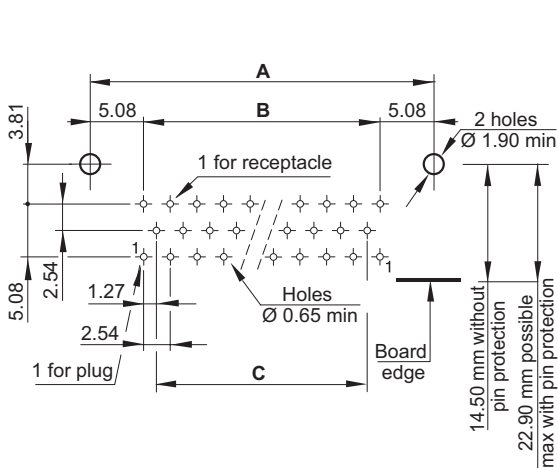 A
5.08
B
5.08
3.81
2 holes
Ø 1.90 min
1 for receptacle
1
1
2.54
5.08
1.27
2.54
Holes
Ø 0.65 min
1 for plug
C
Board
edge
14.50 mm without
pin protection
22.90 mm possible
max with pin protection